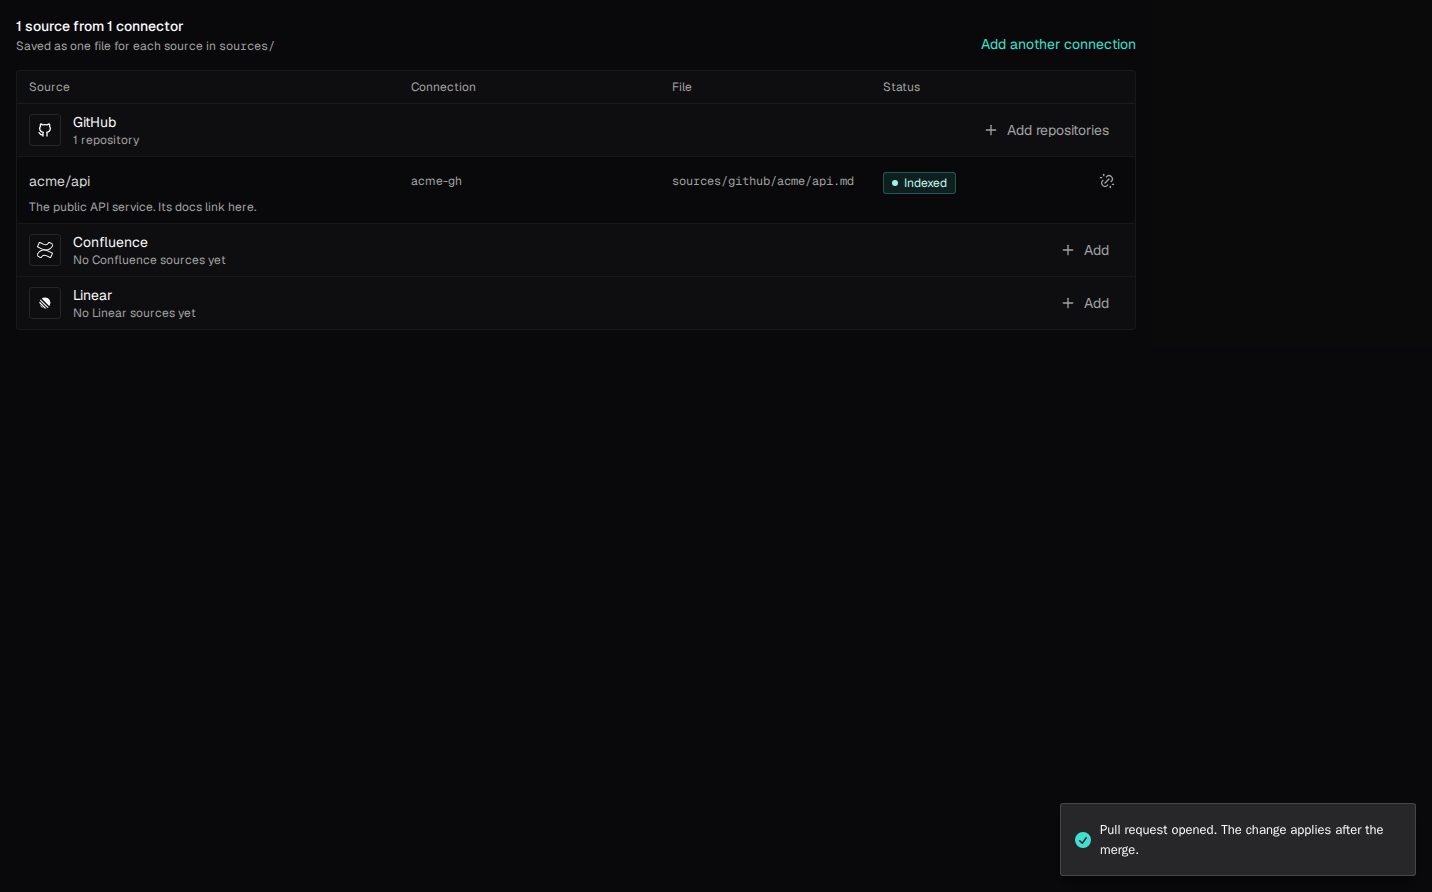 1 source from 1 connector
Saved as one file for each source in sources/
Add another connection
Source Connection File Status
GitHub
1 repository
Add repositories
acme/api acme-gh sources/github/acme/api.md Indexed
The public API service. Its docs link here.
Confluence
No Confluence sources yet
Add
Linear
No Linear sources yet
Add
Pull request opened. The change applies after the
merge.